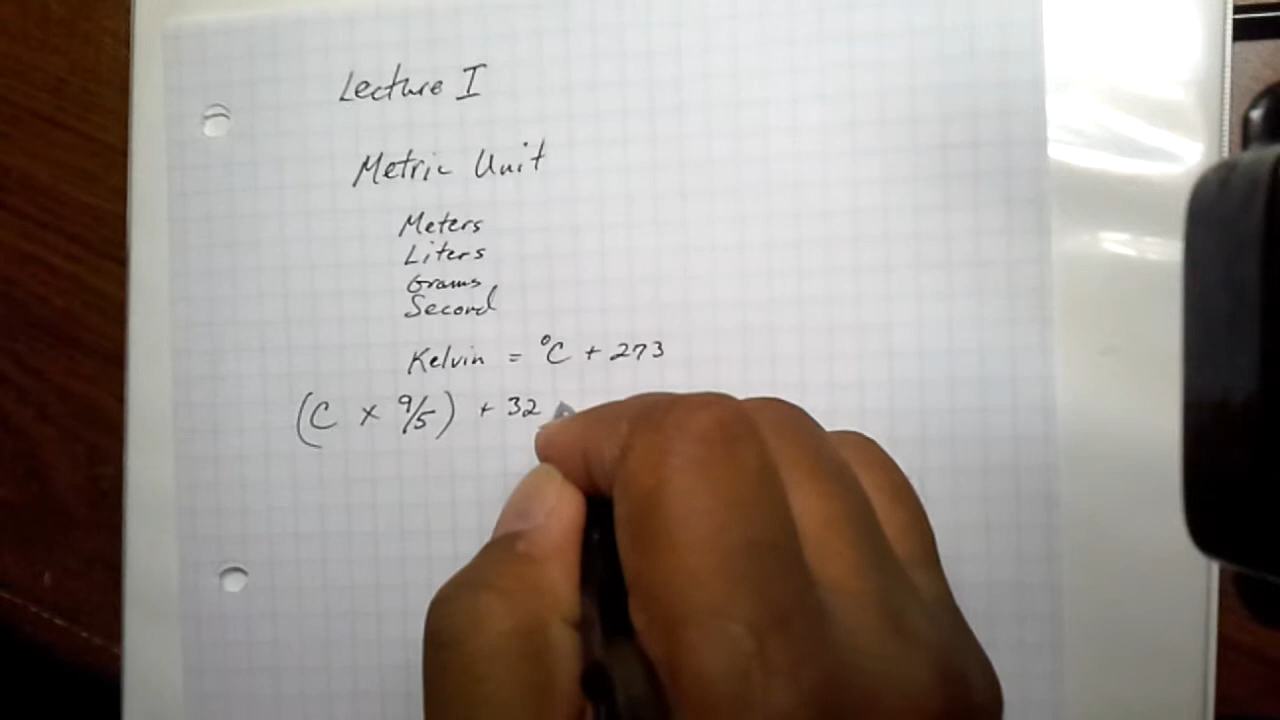 Lecture I
Metric Unit
Meters
Liters
Grams
Second
Kelvin = °C + 273
(C x 9/5) + 32